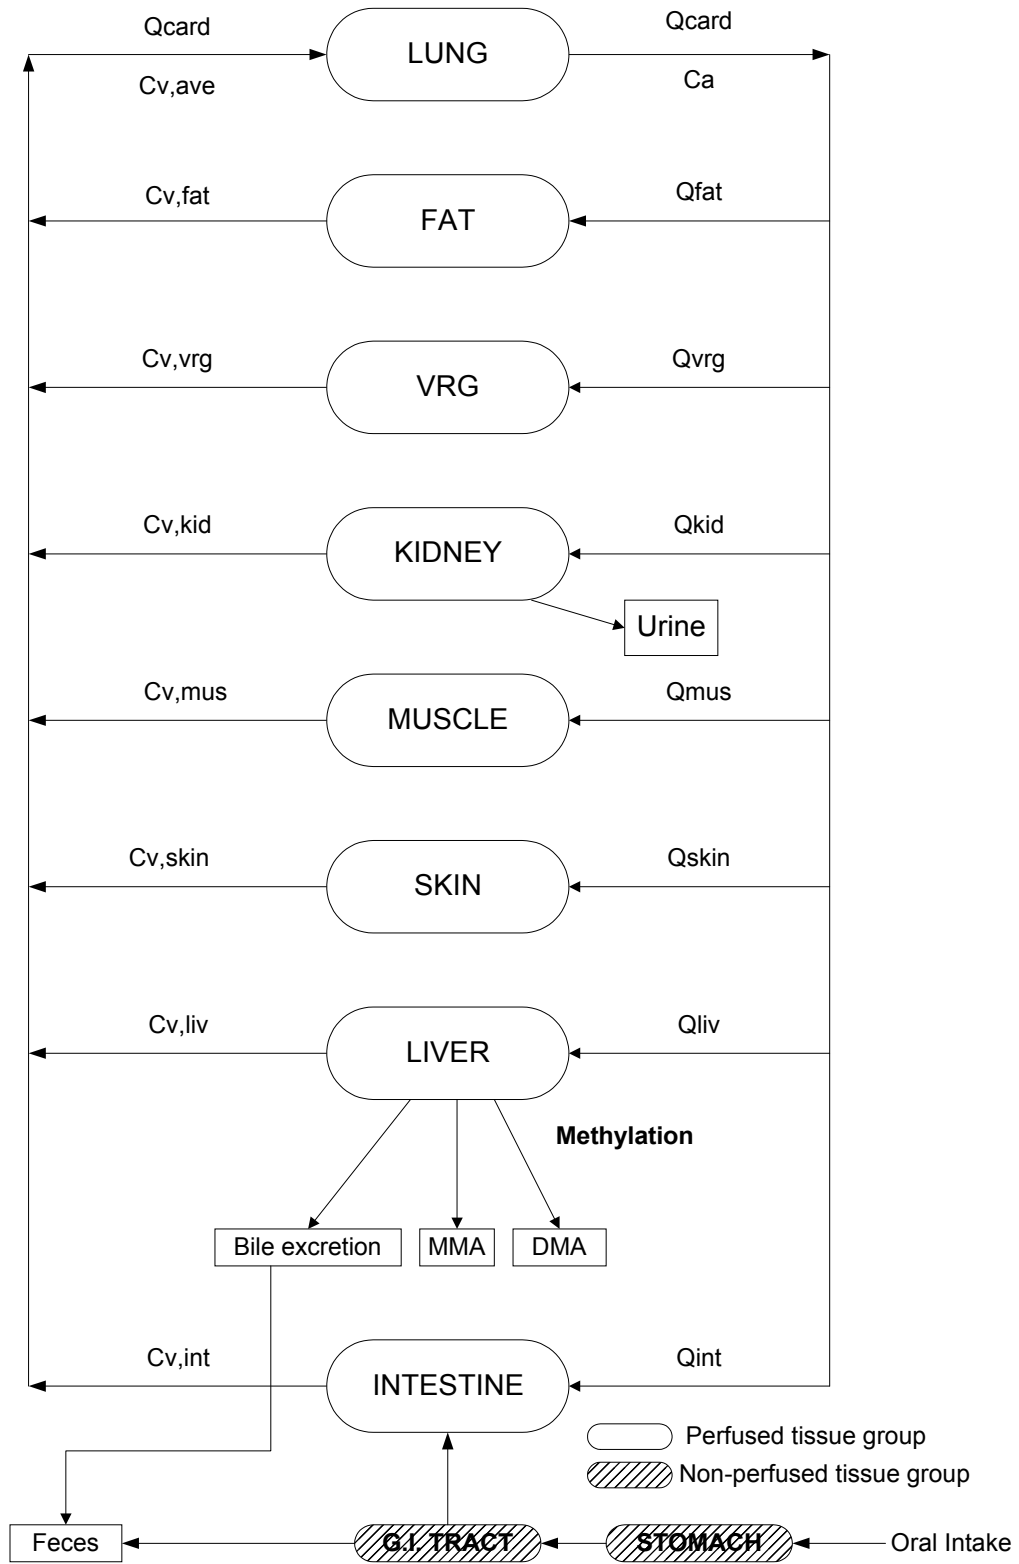 Qcard
LUNG
Qcard
Cv,ave
Ca
Cv,fat
FAT
Qfat
Cv,vrg
VRG
Qvrg
Cv,kid
KIDNEY
Qkid
Urine
Cv,mus
MUSCLE
Qmus
Cv,skin
SKIN
Qskin
Cv,liv
LIVER
Qliv
Methylation
Bile excretion
MMA
DMA
Cv,int
INTESTINE
Qint
Perfused tissue group
Non-perfused tissue group
Feces
G.I. TRACT
STOMACH
Oral Intake